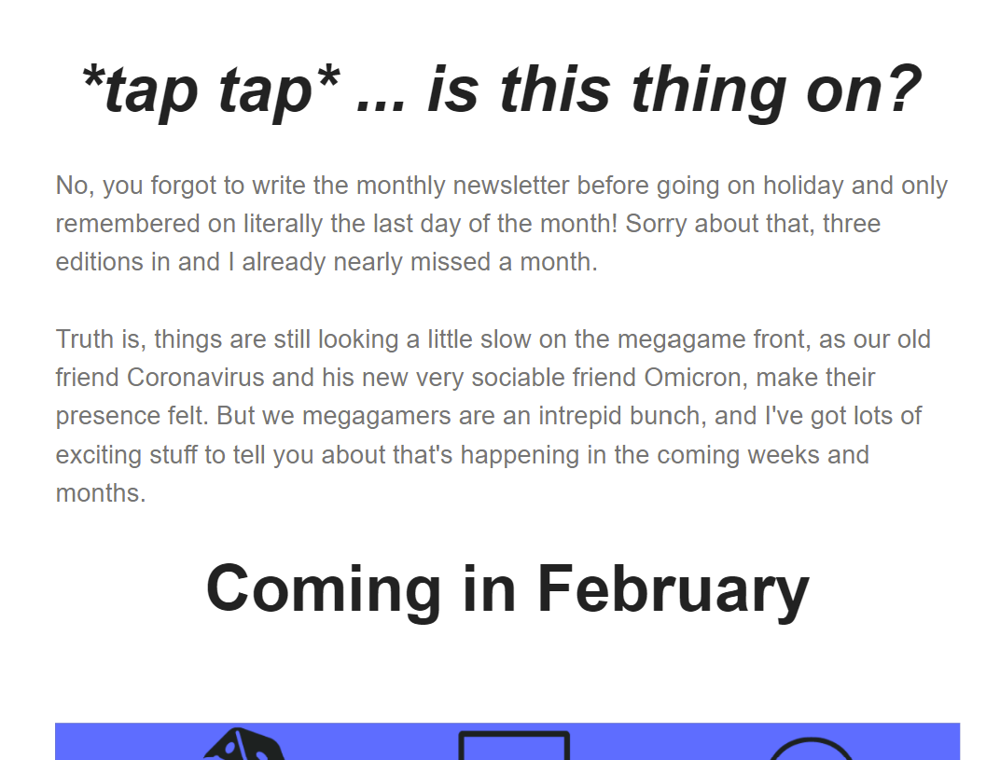 *tap tap* ... is this thing on?
No, you forgot to write the monthly newsletter before going on holiday and only
remembered on literally the last day of the month! Sorry about that, three
editions in and I already nearly missed a month.
Truth is, things are still looking a little slow on the megagame front, as our old
friend Coronavirus and his new very sociable friend Omicron, make their
presence felt. But we megagamers are an intrepid bunch, and I've got lots of
exciting stuff to tell you about that's happening in the coming weeks and
months.
Coming in February